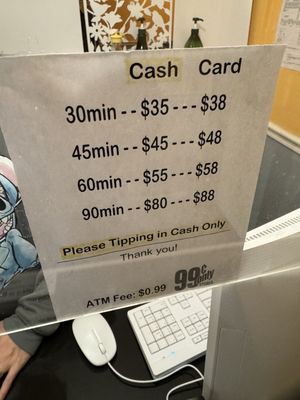 Cash Card
30min -- $35 --- $38
45min -- $45 --- $48
60min -- $55 --- $58
90min -- $80 --- $88
Please Tipping in Cash Only
Thank you!
ATM Fee: $0.99 99¢ only